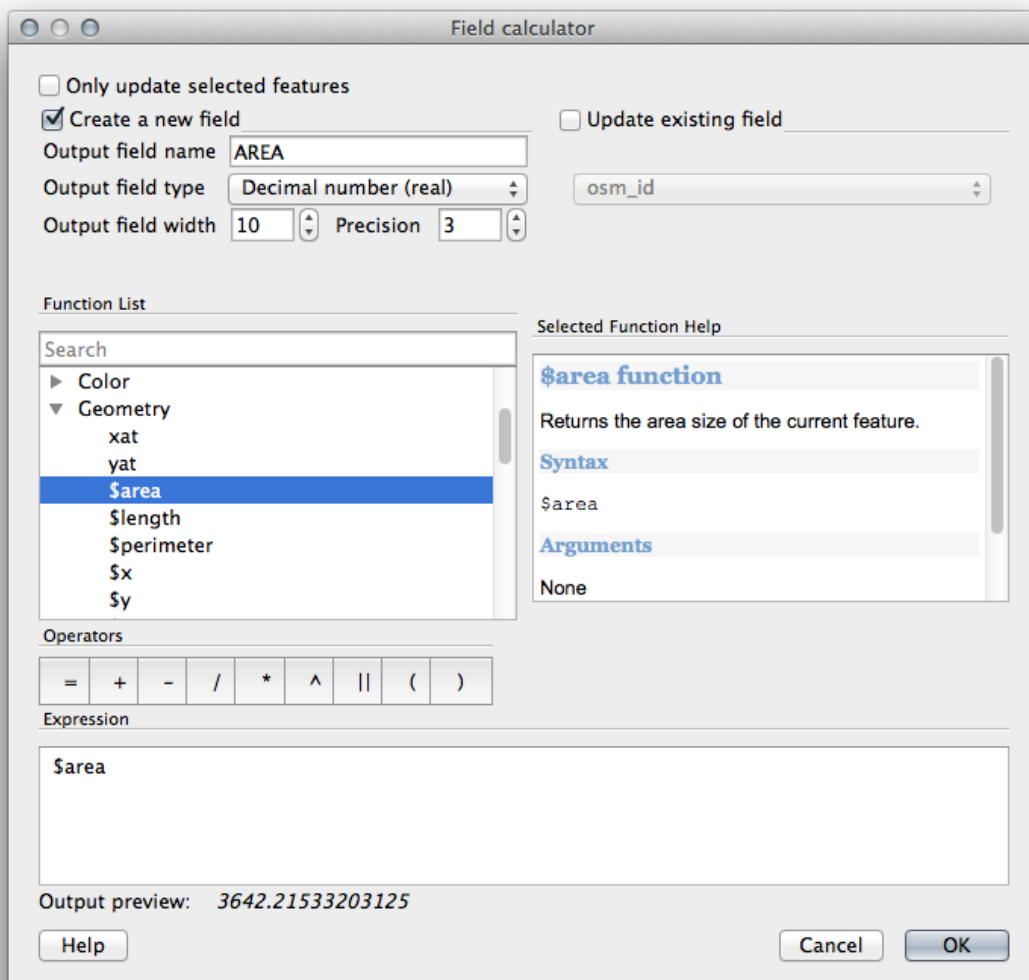 Field calculator
Only update selected features
Create a new field
Update existing field
Output field name AREA
Output field type Decimal number (real)
osm_id
Output field width 10 Precision 3
Function List
Selected Function Help
Search
Color
Geometry
xat
yat
$area
$length
$perimeter
$x
$y
$area function
Returns the area size of the current feature.
Syntax
$area
Arguments
None
Operators
= + - / * ^ || ( )
Expression
$area
Output preview: 3642.21533203125
Help Cancel OK